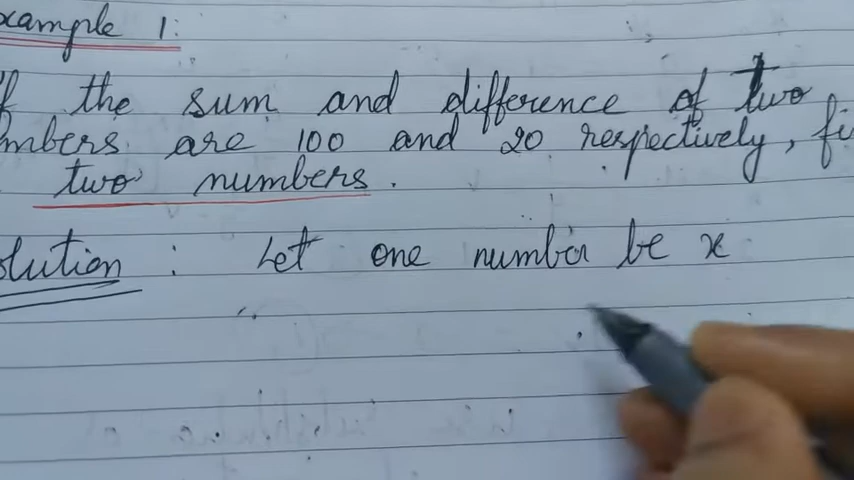 xample 1:
f the sum and difference of two
mbers are 100 and 20 respectively, fi
two numbers.
olution : Let one number be x